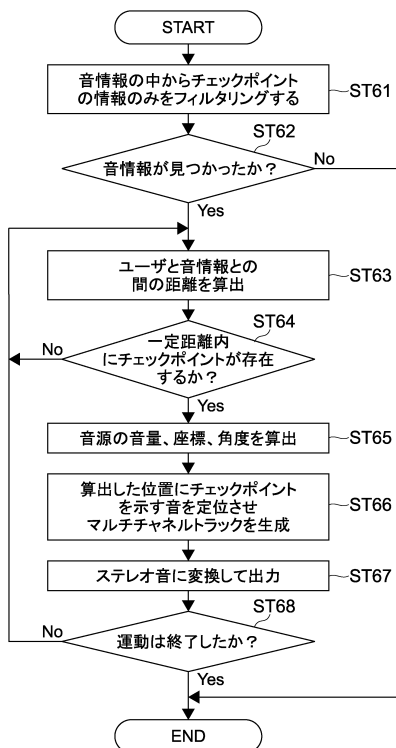 START
音情報の中からチェックポイント
の情報のみをフィルタリングする
ST61
ST62
音情報が見つかったか?
No
Yes
ユーザと音情報との
間の距離を算出
ST63
ST64
一定距離内
にチェックポイントが存在
するか?
No
Yes
音源の音量、座標、角度を算出
ST65
算出した位置にチェックポイント
を示す音を定位させ
マルチチャネルトラックを生成
ST66
ステレオ音に変換して出力
ST67
ST68
運動は終了したか?
No
Yes
END